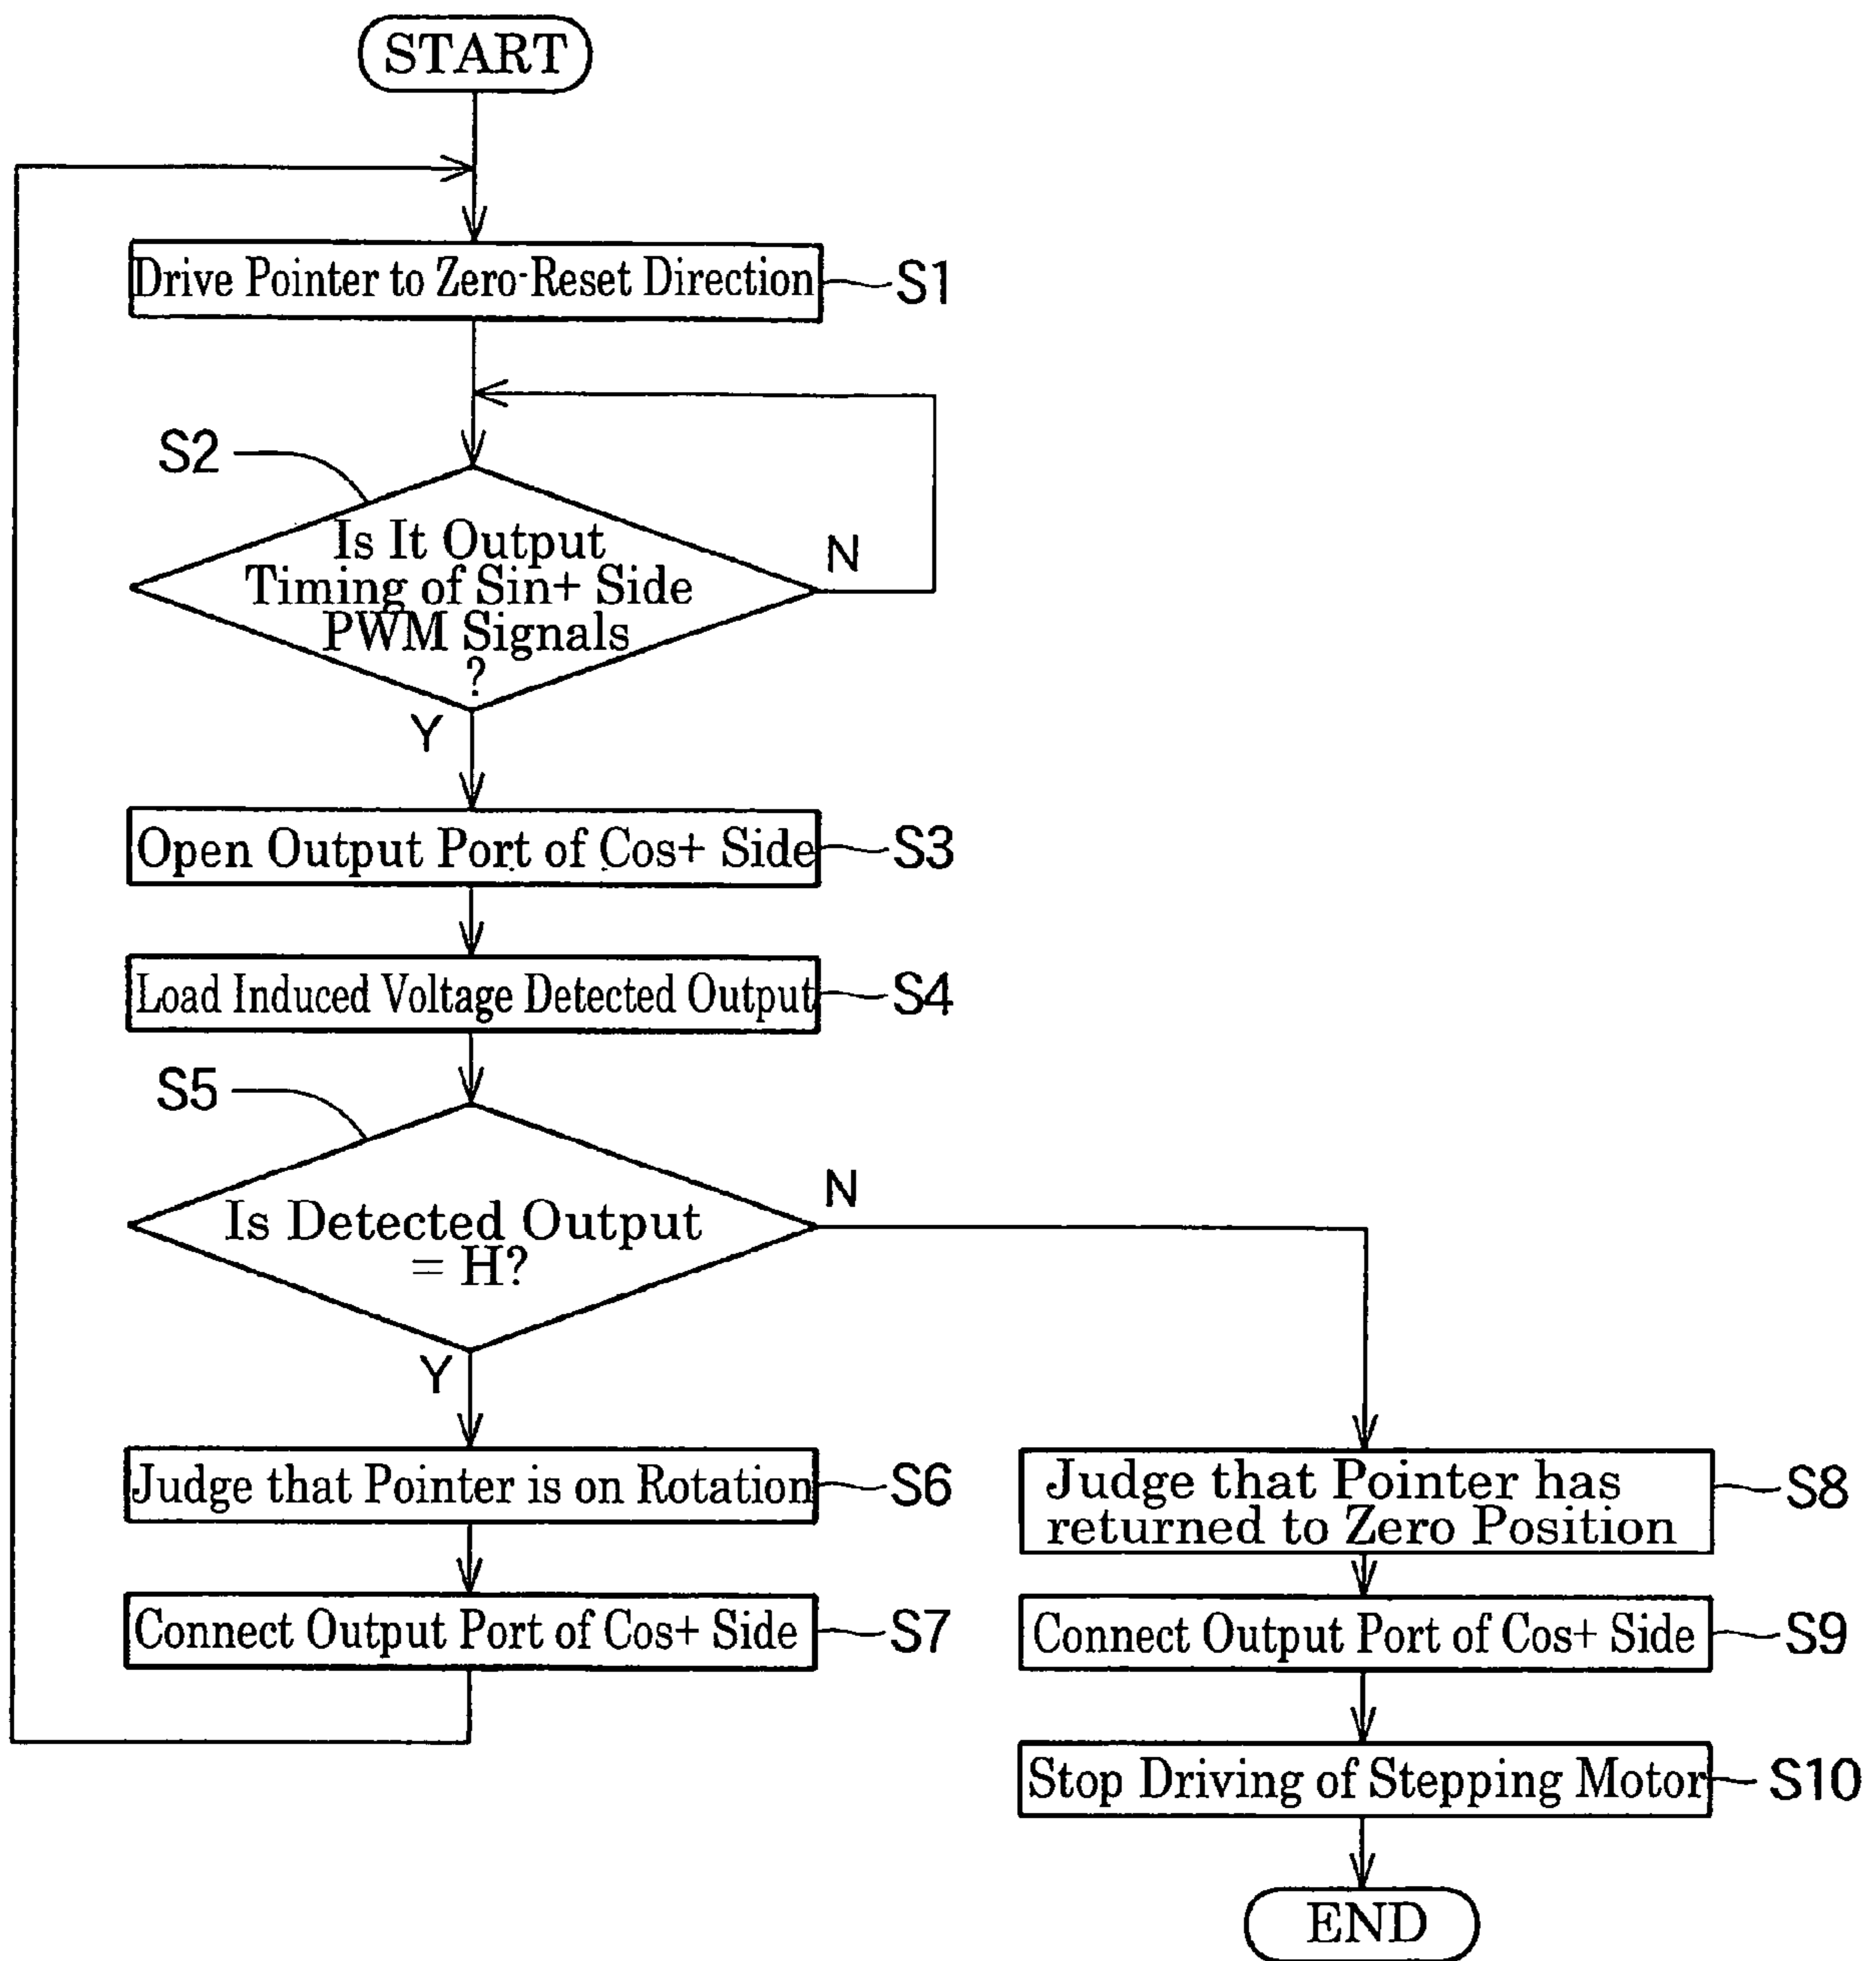 START
Drive Pointer to Zero-Reset Direction
S1
S2
Is It Output
Timing of Sin+ Side
PWM Signals
?
N
Y
Open Output Port of Cos+ Side
S3
Load Induced Voltage Detected Output
S4
S5
Is Detected Output
= H?
N
Y
Judge that Pointer is on Rotation
S6
Connect Output Port of Cos+ Side
S7
Judge that Pointer has
returned to Zero Position
S8
Connect Output Port of Cos+ Side
S9
Stop Driving of Stepping Motor
S10
END